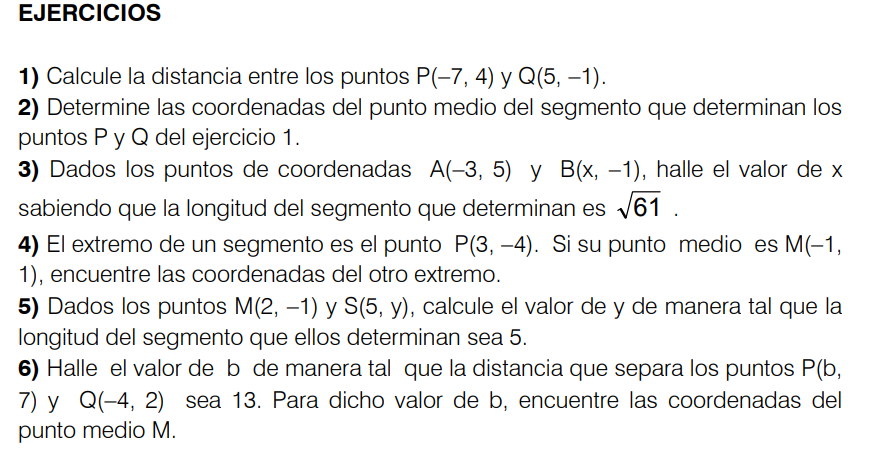 EJERCICIOS
1) Calcule la distancia entre los puntos P(–7, 4) y Q(5, –1).
2) Determine las coordenadas del punto medio del segmento que determinan los
puntos P y Q del ejercicio 1.
3) Dados los puntos de coordenadas A(–3, 5) y B(x, –1), halle el valor de x
sabiendo que la longitud del segmento que determinan es √61 .
4) El extremo de un segmento es el punto P(3, –4). Si su punto medio es M(–1,
1), encuentre las coordenadas del otro extremo.
5) Dados los puntos M(2, –1) y S(5, y), calcule el valor de y de manera tal que la
longitud del segmento que ellos determinan sea 5.
6) Halle el valor de b de manera tal que la distancia que separa los puntos P(b,
7) y Q(–4, 2) sea 13. Para dicho valor de b, encuentre las coordenadas del
punto medio M.